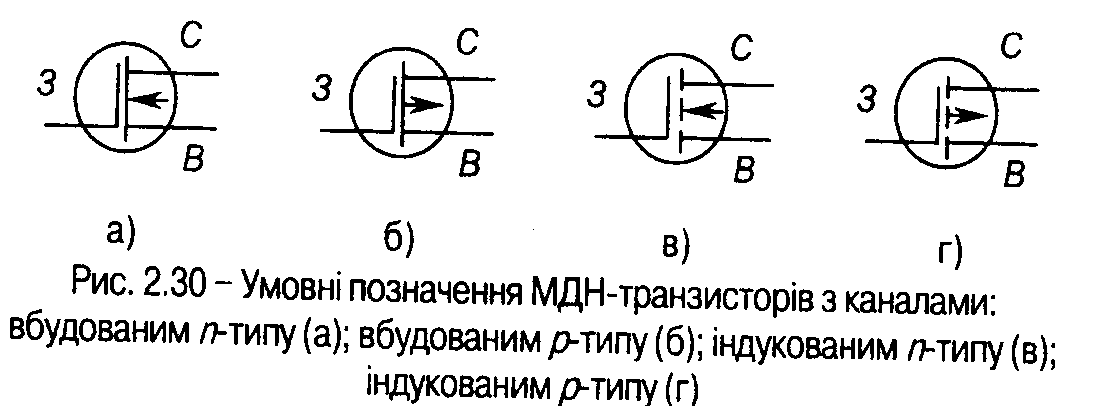 С
З
В
С
З
В
С
З
В
С
З
В
а)
б)
в)
г)
Рис. 2.30 – Умовні позначення МДН-транзисторів з каналами:
вбудованим n-типу (а); вбудованим p-типу (б); індукованим n-типу (в);
індукованим p-типу (г)